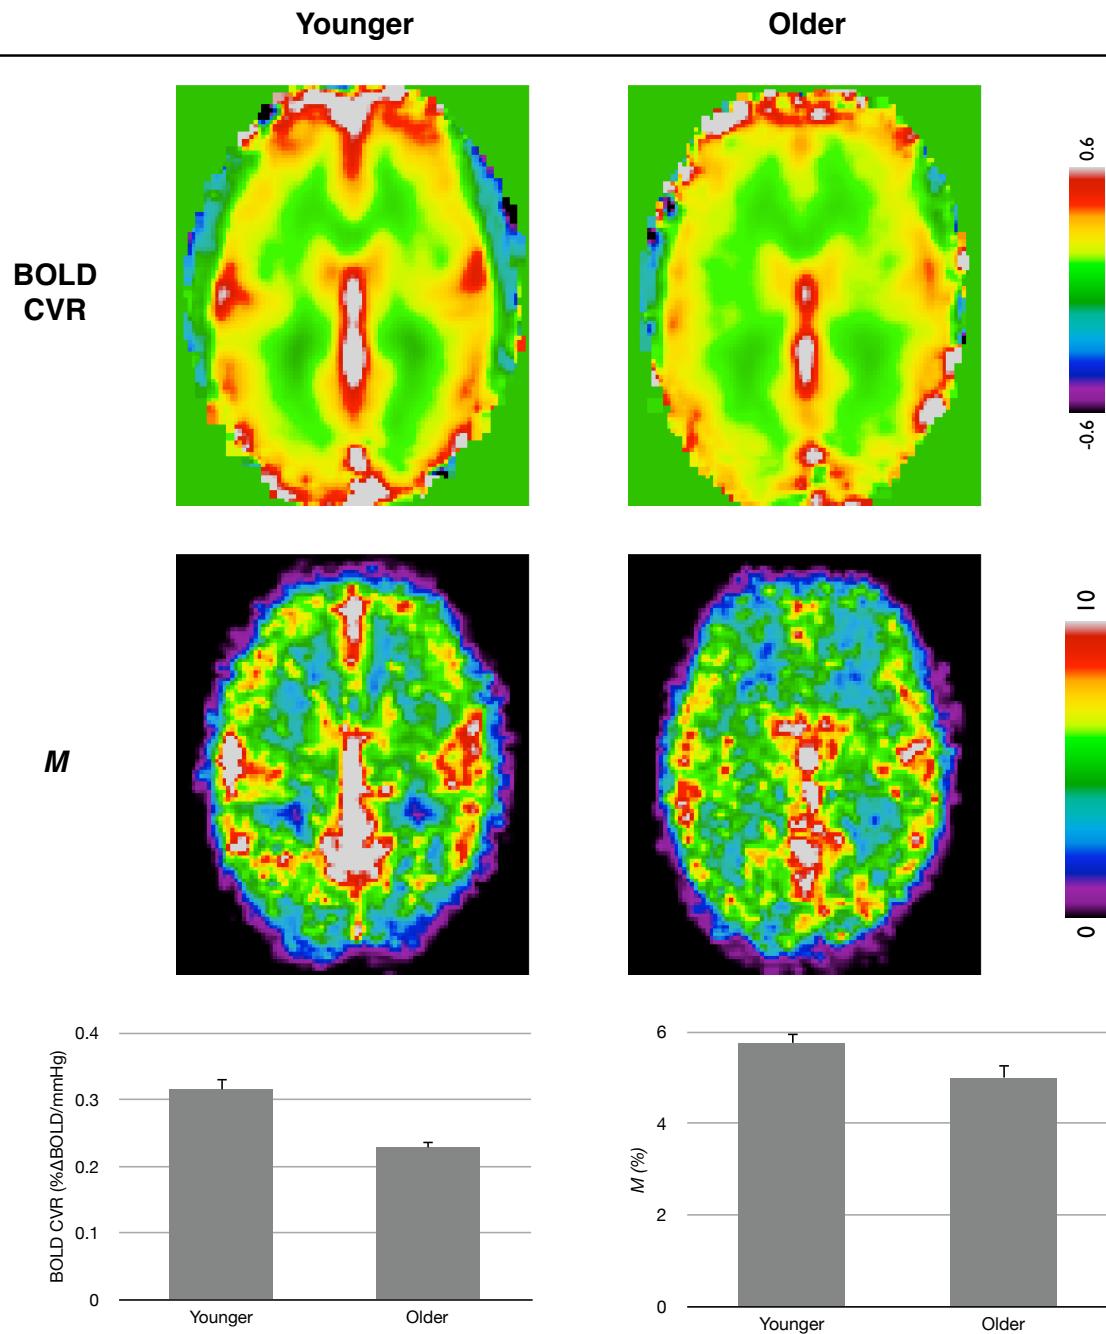 Younger Older
BOLD
CVR
0.6
-0.6
M
10
0
0.4
0.3
0.2
0.1
0
BOLD CVR (%ΔBOLD/mmHg)
Younger Older
6
4
2
0
M (%)
Younger Older